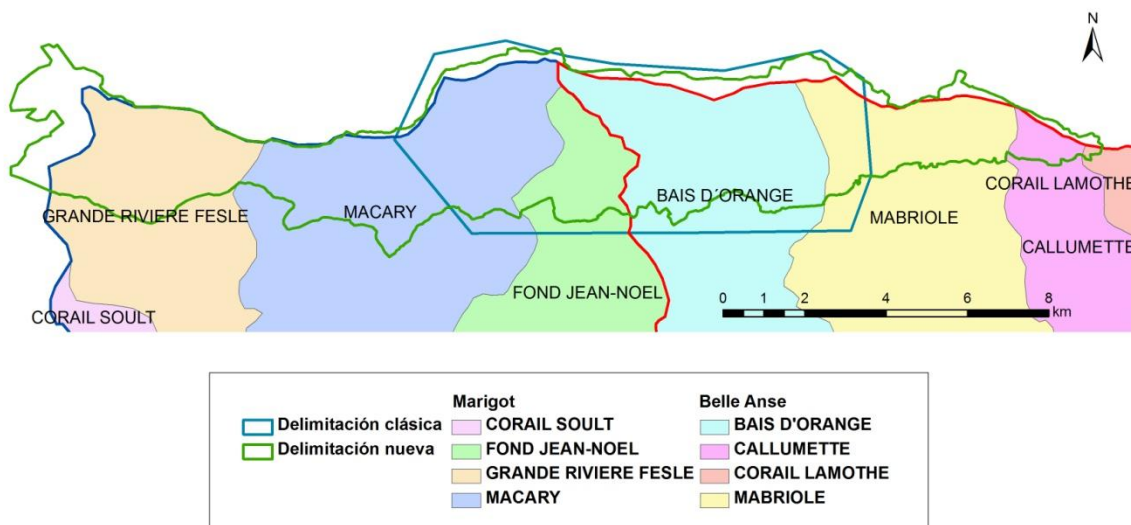 N
GRANDE RIVIERE FESLE
MACARY
BAIS D'ORANGE
MABRIOLE
CORAIL LAMOTHE
CALLUMETTE
FOND JEAN-NOEL
CORAIL SOULT
0 1 2 4 6 8
km
Marigot Belle Anse
Delimitación clásica CORAIL SOULT BAIS D'ORANGE
Delimitación nueva FOND JEAN-NOEL CALLUMETTE
GRANDE RIVIERE FESLE CORAIL LAMOTHE
MACARY MABRIOLE